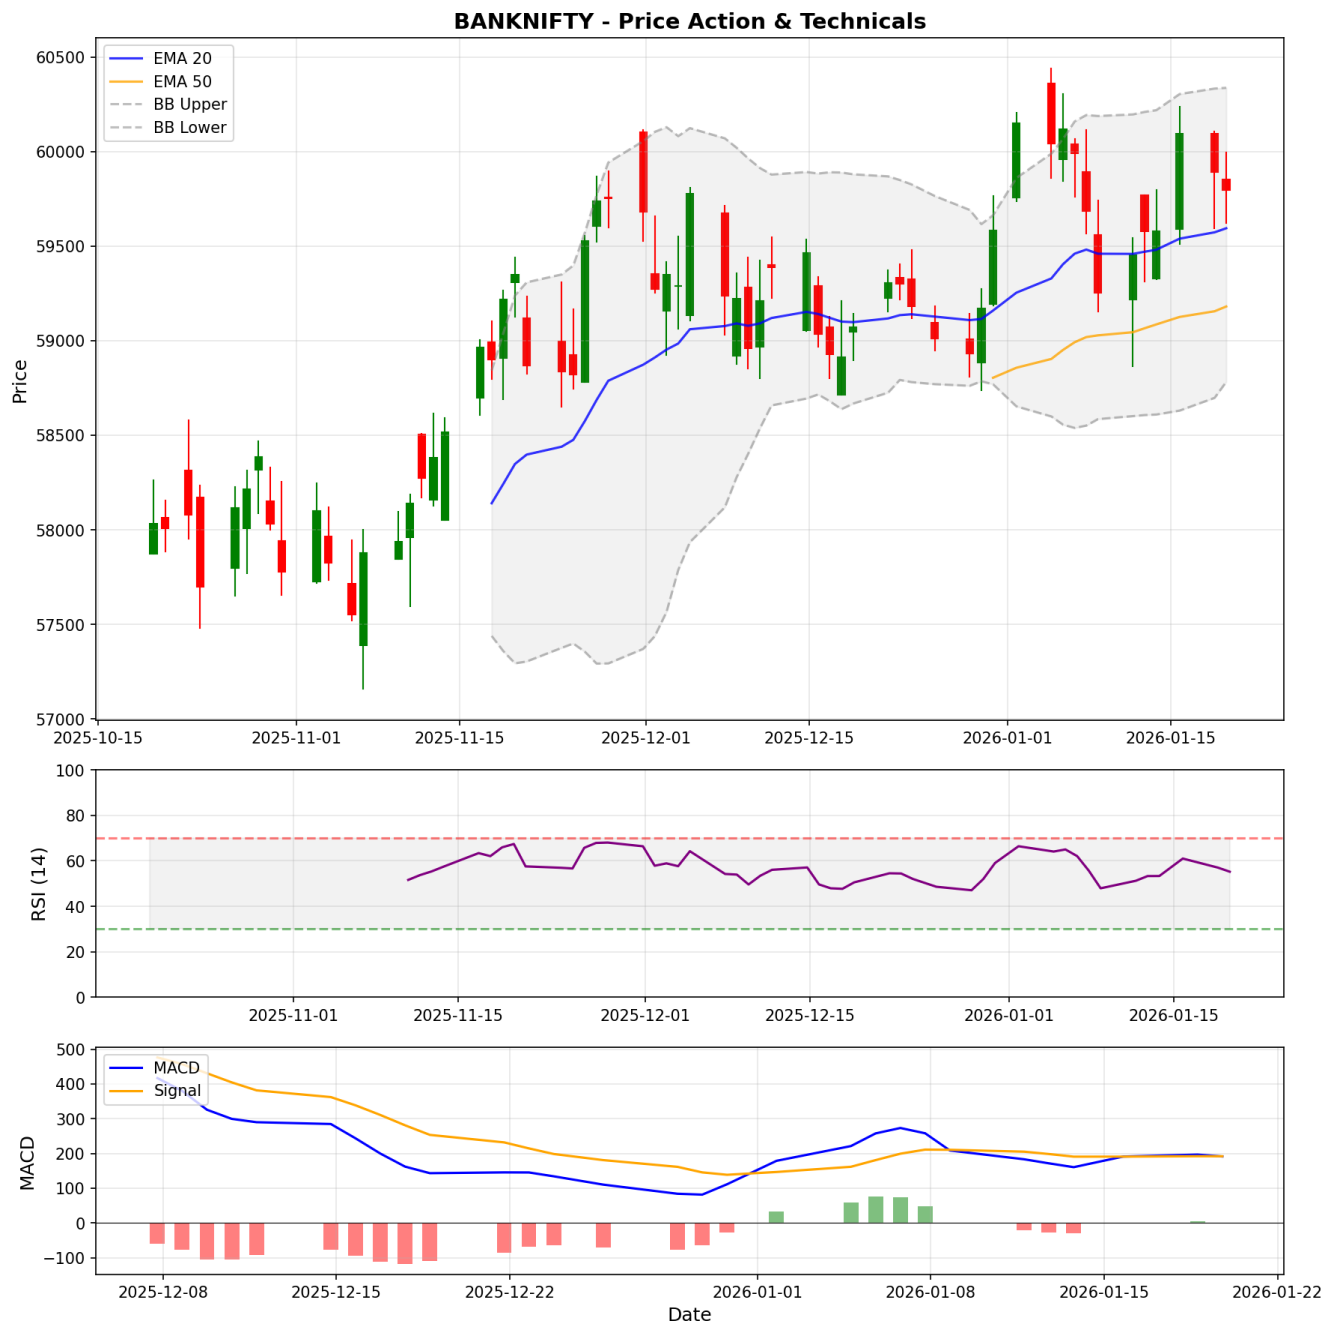 BANKNIFTY - Price Action & Technicals
EMA 20
EMA 50
BB Upper
BB Lower
Price
60500
60000
59500
59000
58500
58000
57500
57000
2025-10-15 2025-11-01 2025-11-15 2025-12-01 2025-12-15 2026-01-01 2026-01-15
RSI (14)
100
80
60
40
20
0
2025-11-01 2025-11-15 2025-12-01 2025-12-15 2026-01-01 2026-01-15
MACD
Signal
MACD
500
400
300
200
100
0
−100
2025-12-08 2025-12-15 2025-12-22 2026-01-01 2026-01-08 2026-01-15 2026-01-22
Date